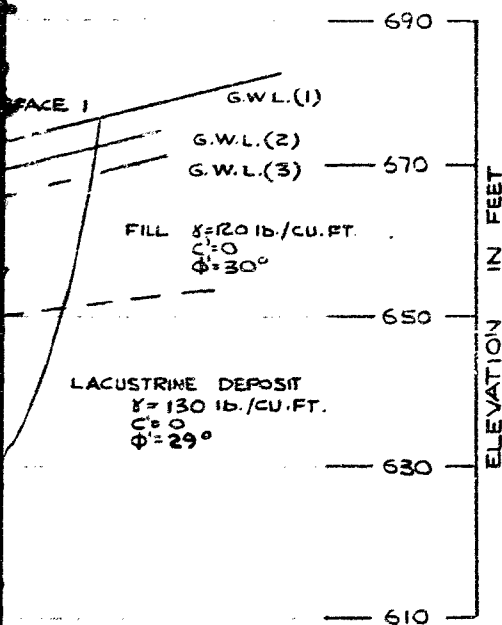 690
FACE 1
G.W.L.(1)
G.W.L.(2)
670
G.W.L.(3)
FILL γ=120 lb./CU.FT.
C'=0
Φ'=30°
650
LACUSTRINE DEPOSIT
γ=130 lb./CU.FT.
C'=0
Φ'=29°
630
610
ELEVATION IN FEET